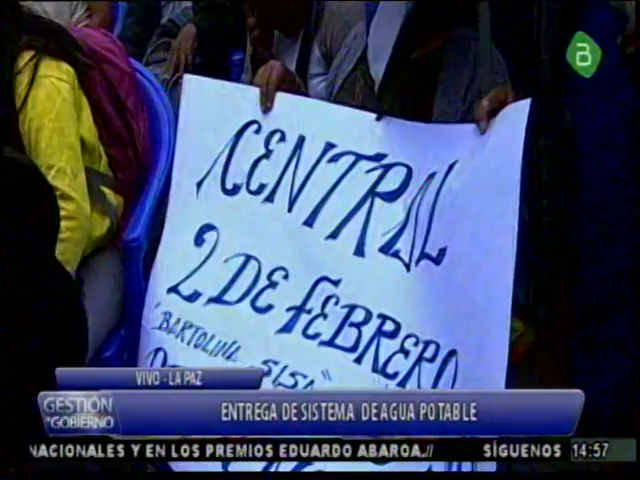 B
CENTRAL
2 DE FEBRERO
"BARTOLINA SISA"
VIVO - LA PAZ
GESTIÓN
DE GOBIERNO
ENTREGA DE SISTEMA DE AGUA POTABLE
NACIONALES Y EN LOS PREMIOS EDUARDO ABAROA.// SÍGUENOS 14:57